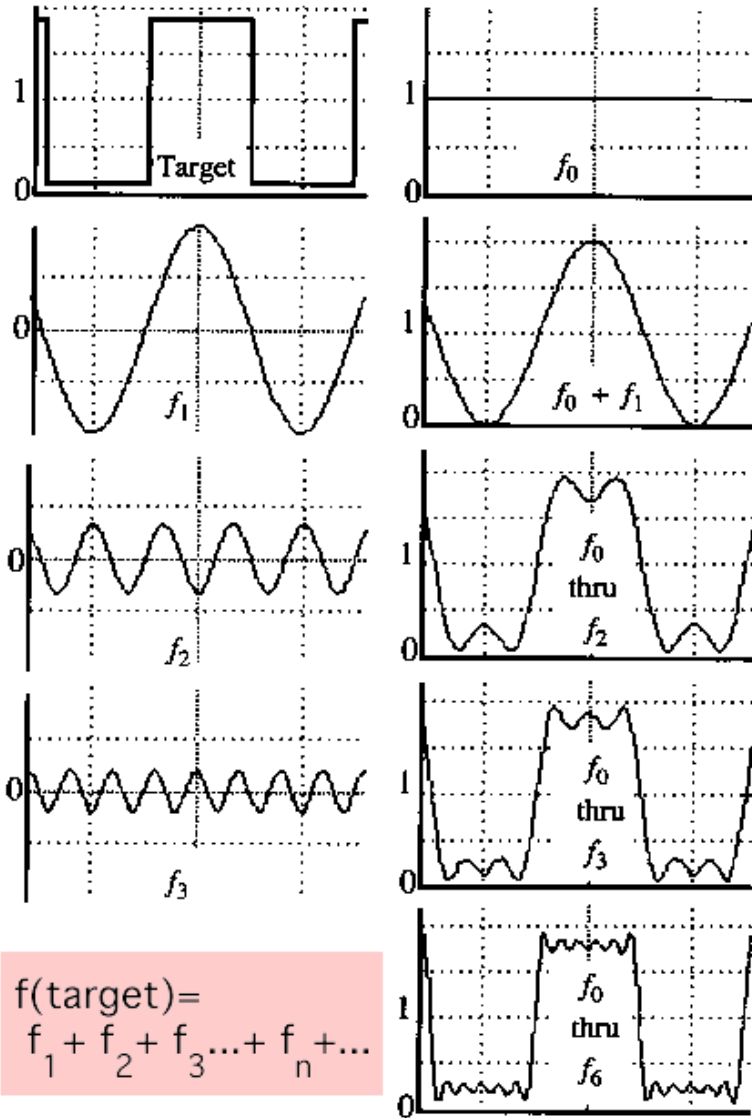 1
0
Target
1
0
f₀
0
f₁
1
0
f₀ + f₁
0
f₂
1
0
f₀
thru
f₂
0
f₃
1
0
f₀
thru
f₃
f(target)=
f₁+ f₂+ f₃...+ fₙ+...
1
0
f₀
thru
f₆